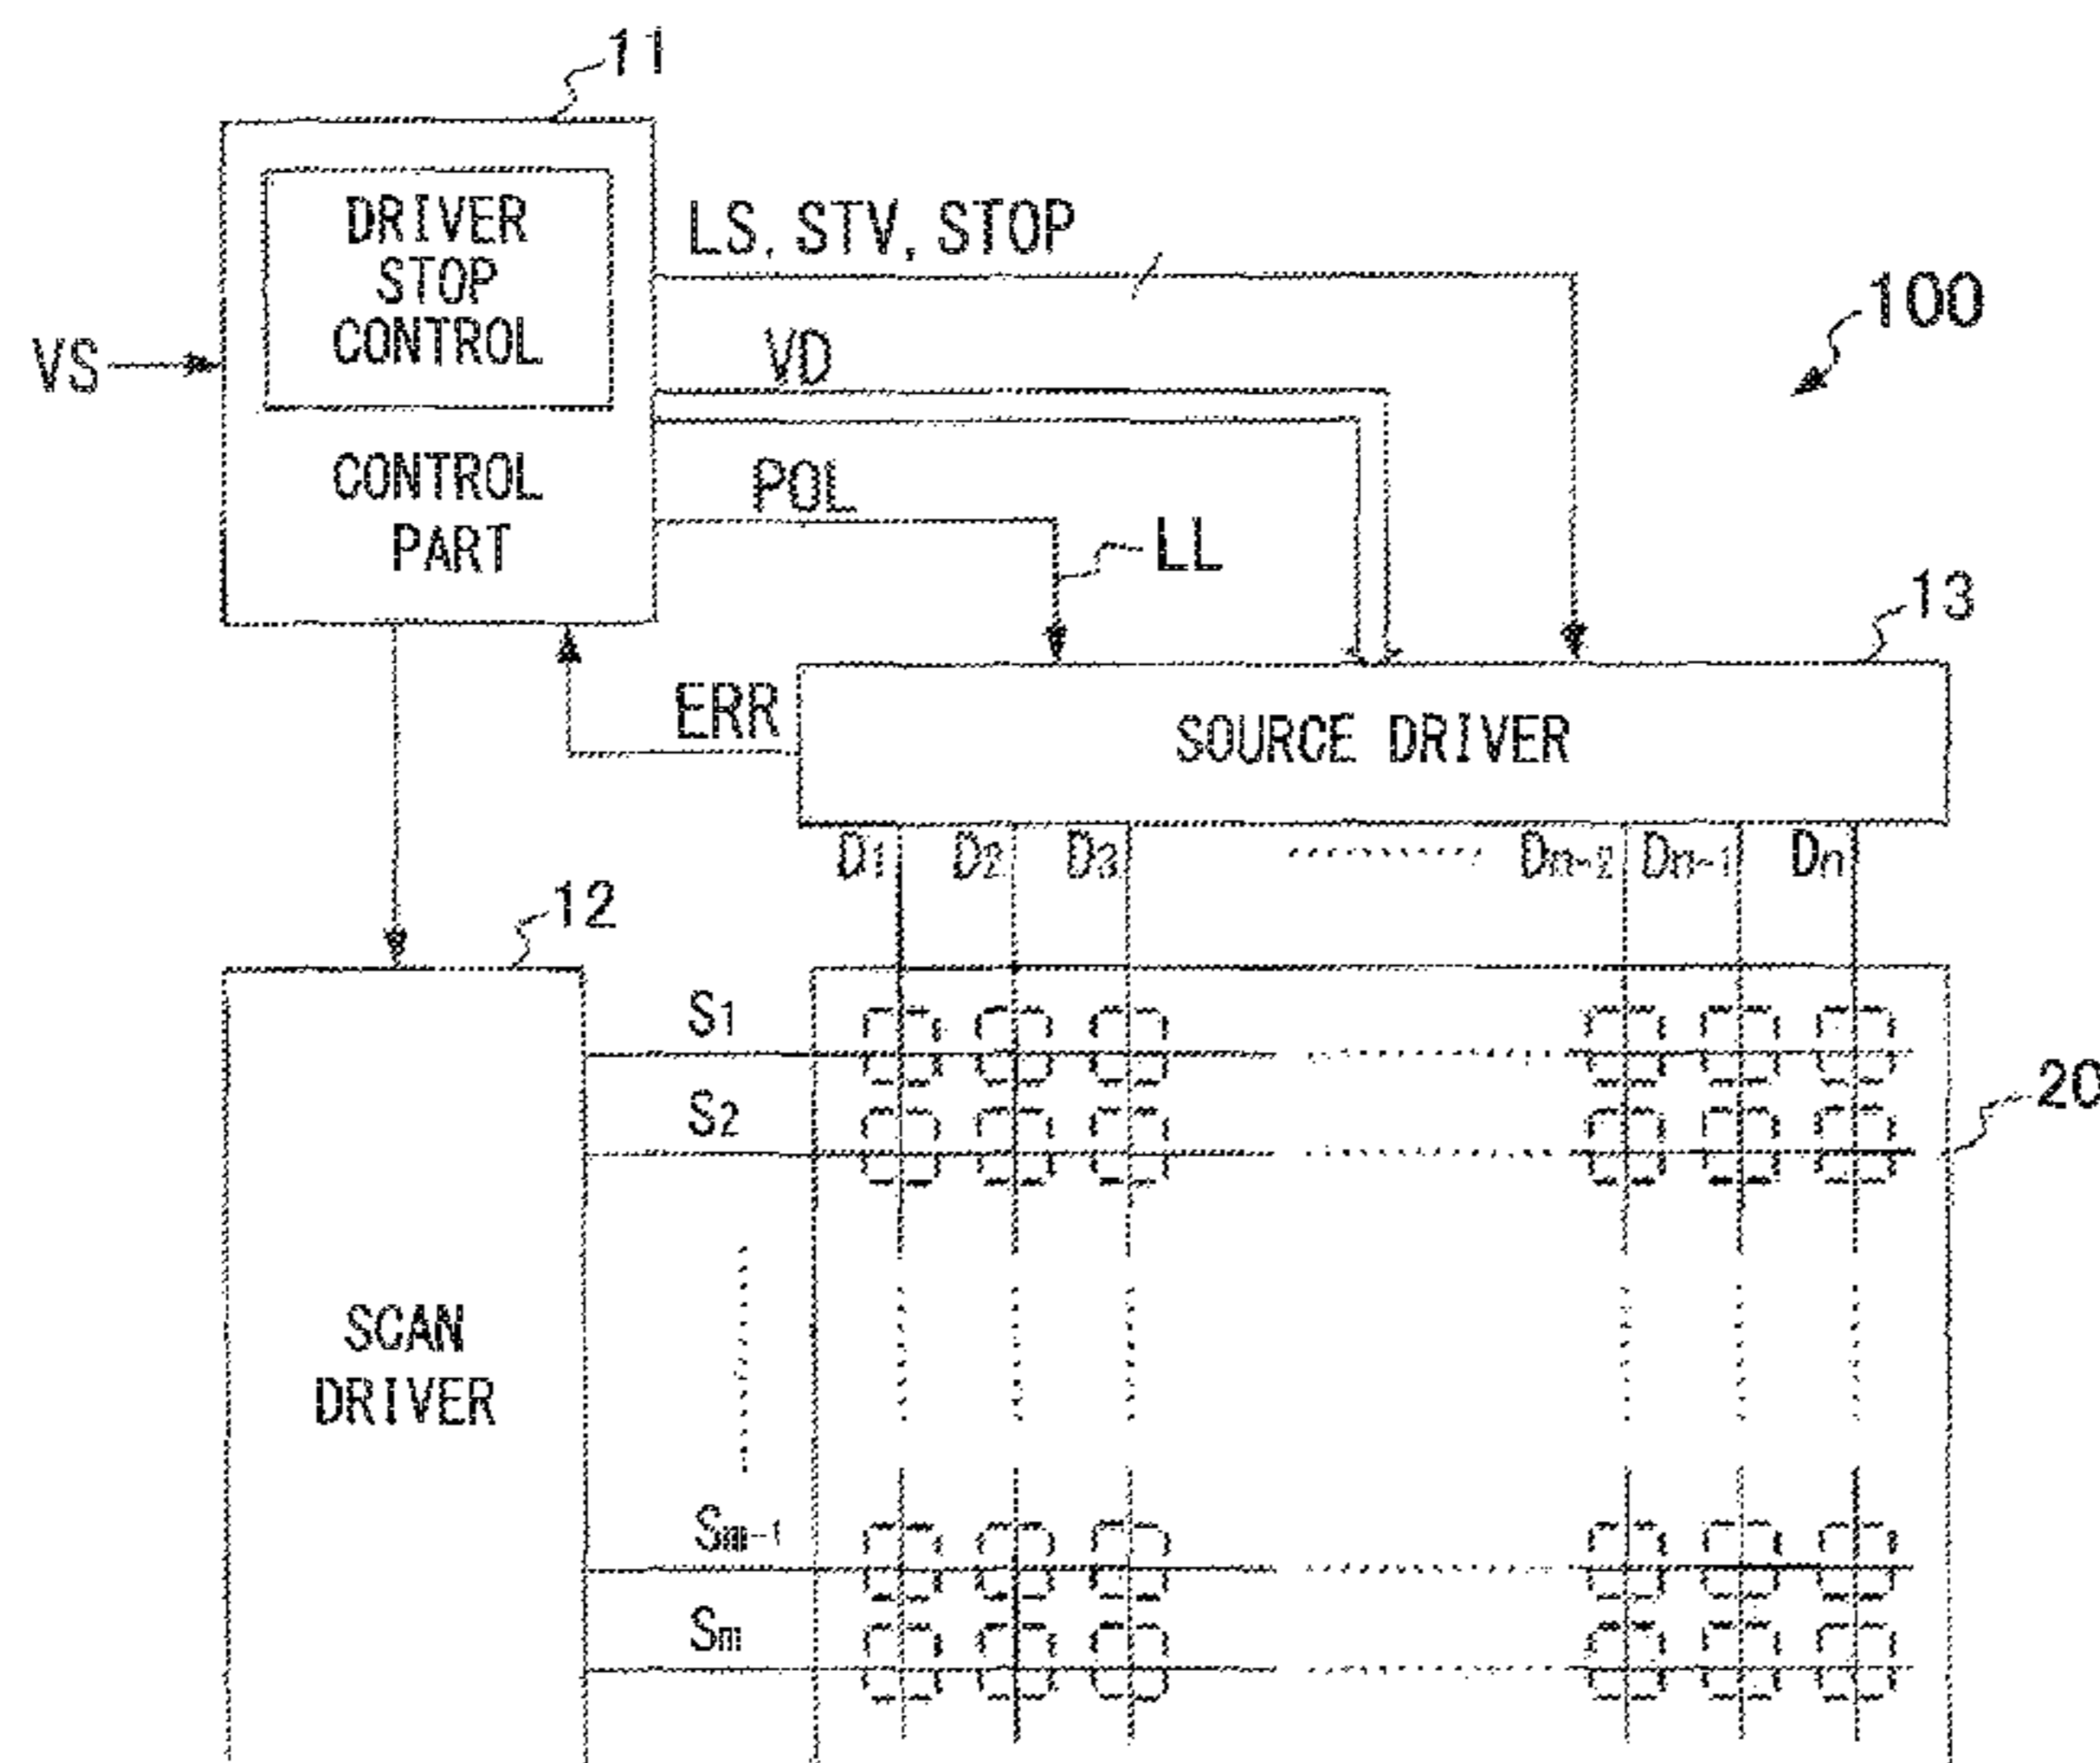 11
DRIVER
STOP
CONTROL
CONTROL
PART
VS
LS, STV, STOP
VD
POL
LL
100
13
ERR
SOURCE DRIVER
D1 D2 D3 Dn-2 Dn-1 Dn
12
SCAN
DRIVER
S1
S2
Sm-1
Sm
20